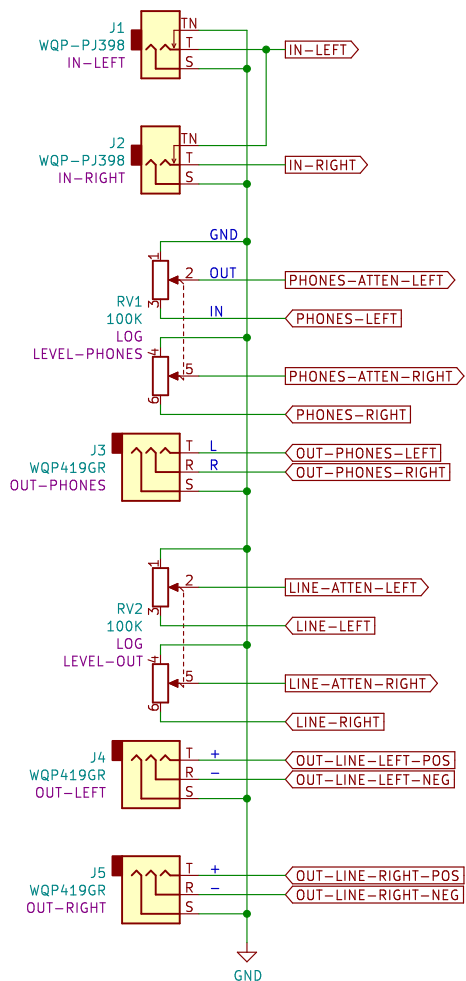 J1
WQP-PJ398
IN-LEFT
TN
T
S
IN-LEFT
J2
WQP-PJ398
IN-RIGHT
TN
T
S
IN-RIGHT
GND
1
2
OUT
PHONES-ATTEN-LEFT
RV1
3
IN
PHONES-LEFT
100K
LOG
LEVEL-PHONES
4
5
PHONES-ATTEN-RIGHT
6
PHONES-RIGHT
J3
WQP419GR
OUT-PHONES
T
L
OUT-PHONES-LEFT
R
R
OUT-PHONES-RIGHT
S
1
2
LINE-ATTEN-LEFT
RV2
3
LINE-LEFT
100K
LOG
LEVEL-OUT
4
5
LINE-ATTEN-RIGHT
6
LINE-RIGHT
J4
WQP419GR
OUT-LEFT
T
+
OUT-LINE-LEFT-POS
R
-
OUT-LINE-LEFT-NEG
S
J5
WQP419GR
OUT-RIGHT
T
+
OUT-LINE-RIGHT-POS
R
-
OUT-LINE-RIGHT-NEG
S
GND